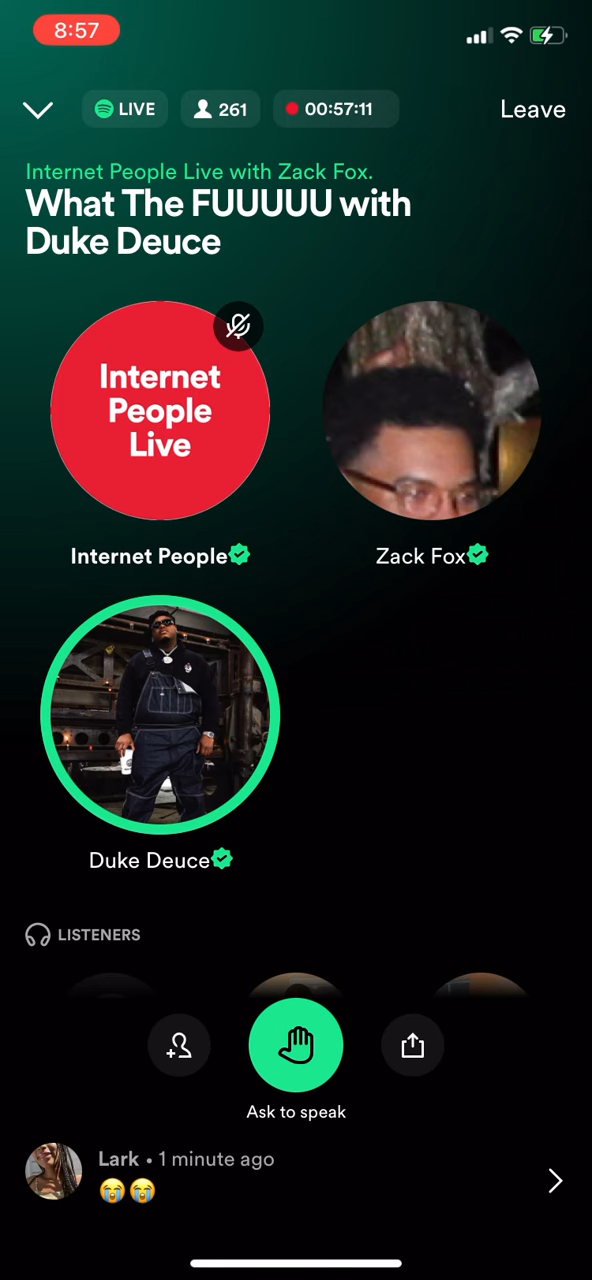 8:57
LIVE
261
00:57:11
Leave
Internet People Live with Zack Fox.
What The FUUUUU with
Duke Deuce
Internet
People
Live
Internet People
Zack Fox
Duke Deuce
LISTENERS
Ask to speak
Lark • 1 minute ago
😭😭